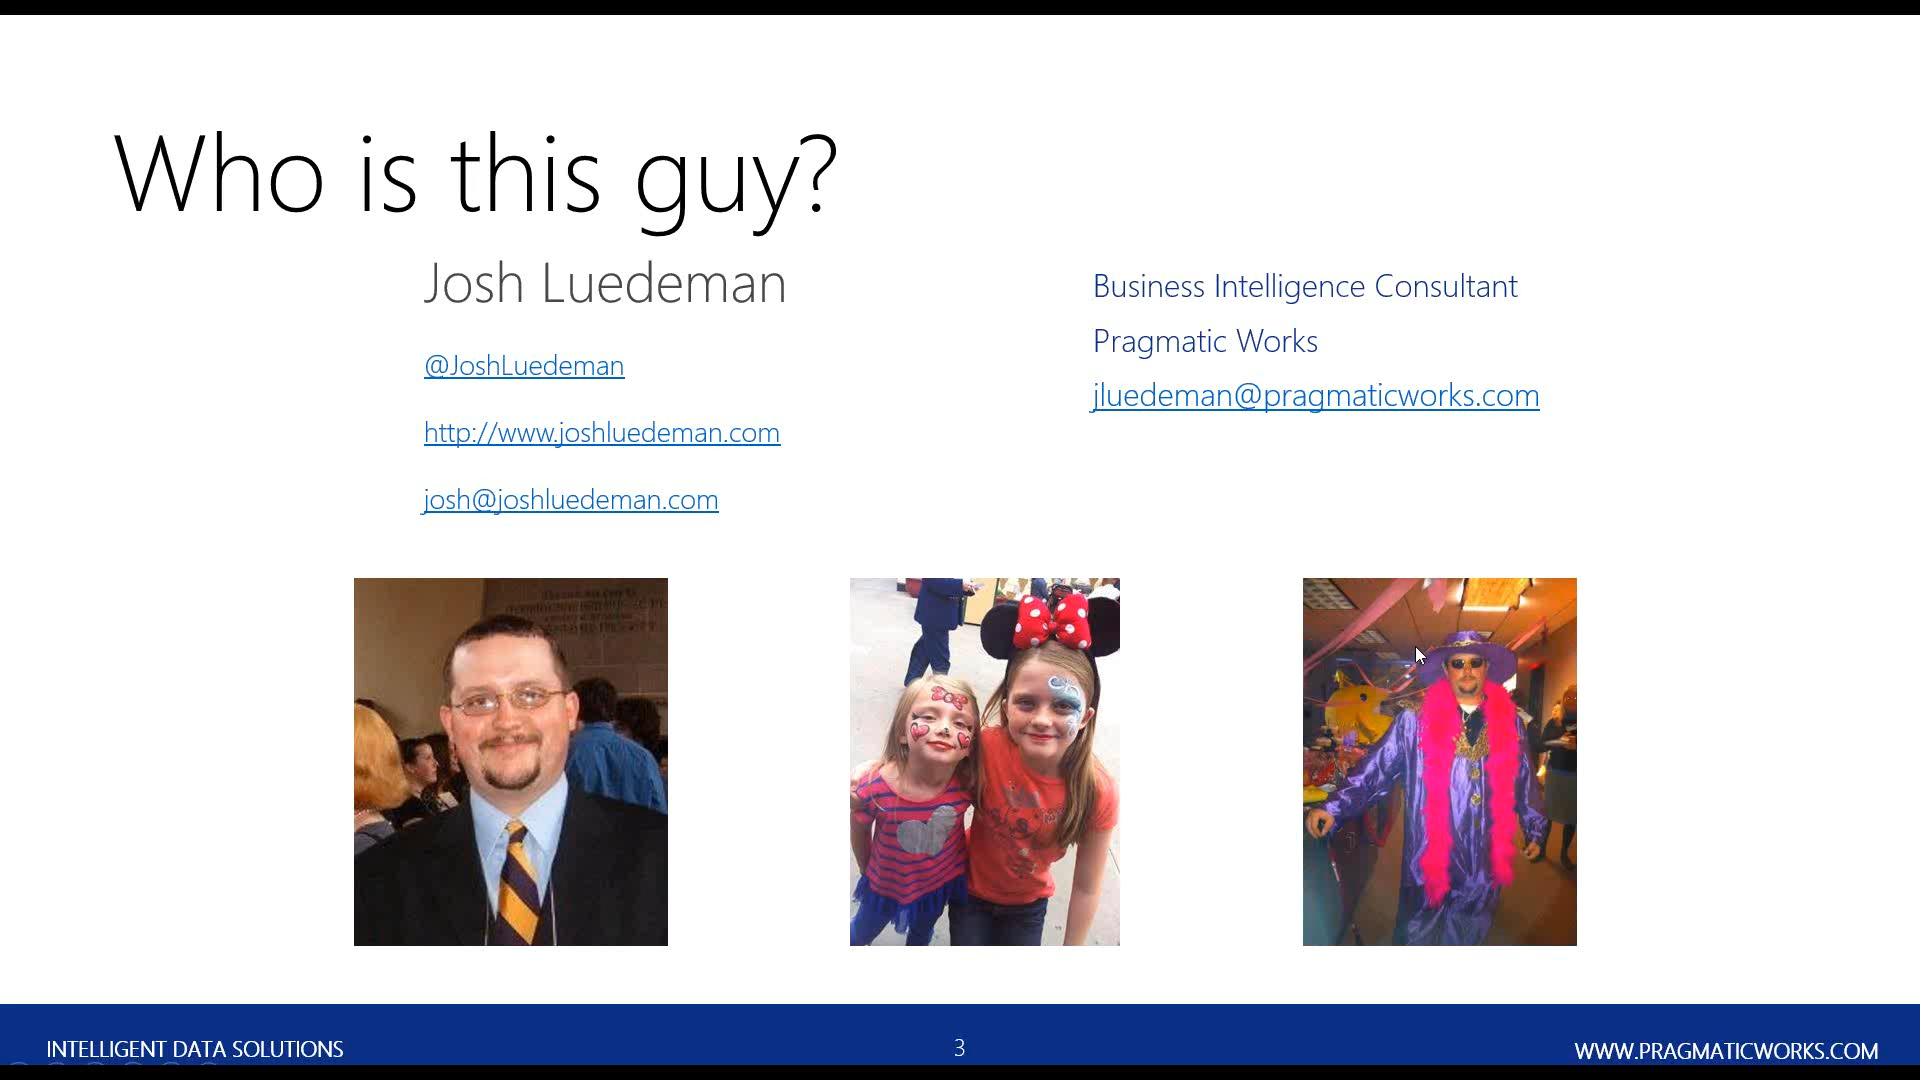 Who is this guy?
Josh Luedeman
@JoshLuedeman
http://www.joshluedeman.com
josh@joshluedeman.com
Business Intelligence Consultant
Pragmatic Works
jluedeman@pragmaticworks.com
INTELLIGENT DATA SOLUTIONS
3
WWW.PRAGMATICWORKS.COM